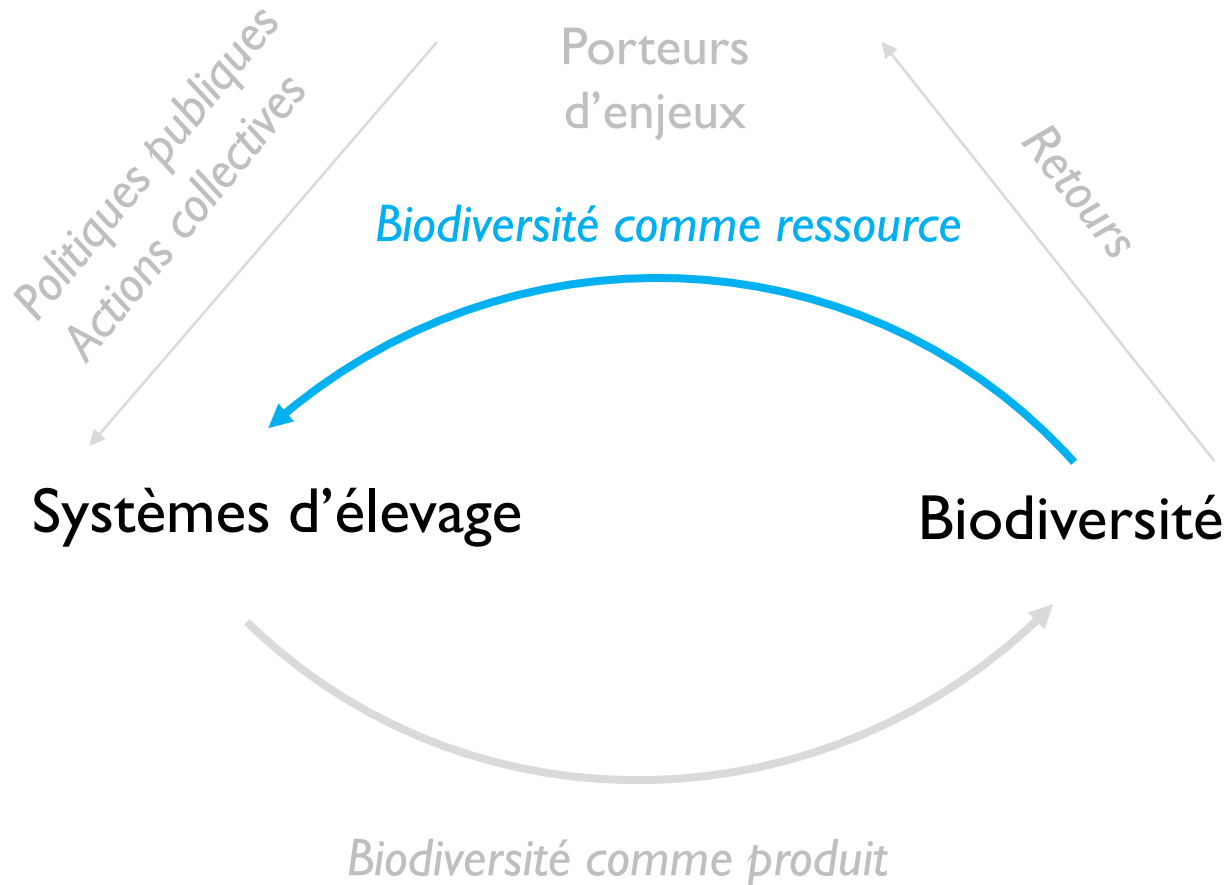 Porteurs
d’enjeux
Politiques publiques
Actions collectives
Retours
Biodiversité comme ressource
Systèmes d’élevage
Biodiversité
Biodiversité comme produit